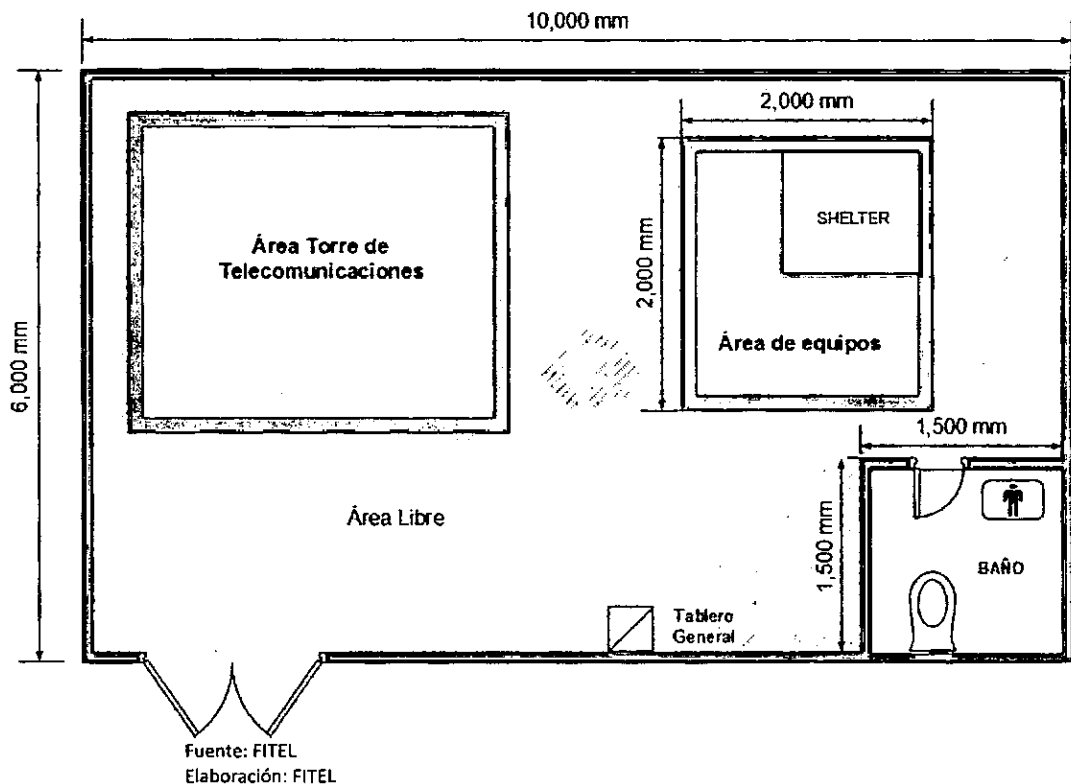 10,000 mm
2,000 mm
SHELTER
Área Torre de
Telecomunicaciones
2,000 mm
6,000 mm
Área de equipos
1,500 mm
Área Libre
1,500 mm
BAÑO
Tablero
General
Fuente: FITEL
Elaboración: FITEL